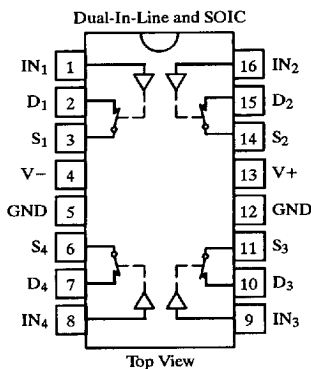 Dual-In-Line and SOIC
IN1 1 16 IN2
D1 2 15 D2
S1 3 14 S2
V− 4 13 V+
GND 5 12 GND
S4 6 11 S3
D4 7 10 D3
IN4 8 9 IN3
Top View